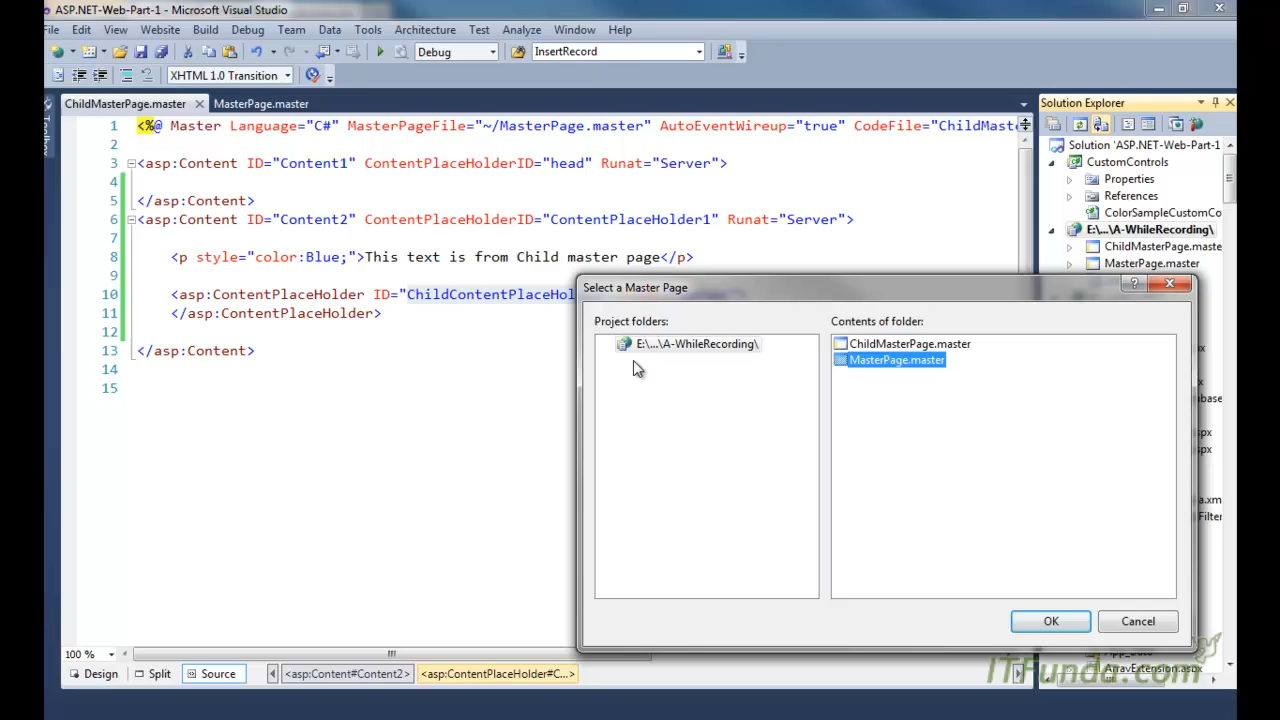 ASP.NET-Web-Part-1 - Microsoft Visual Studio
File Edit View Website Build Debug Team Data Tools Architecture Test Analyze Window Help
Debug InsertRecord
XHTML 1.0 Transition
ChildMasterPage.master MasterPage.master
Toolbox
1 <%@ Master Language="C#" MasterPageFile="~/MasterPage.master" AutoEventWireup="true" CodeFile="ChildMaste
2
3 <asp:Content ID="Content1" ContentPlaceHolderID="head" Runat="Server">
4
5 </asp:Content>
6 <asp:Content ID="Content2" ContentPlaceHolderID="ContentPlaceHolder1" Runat="Server">
7
8 <p style="color:Blue;">This text is from Child master page</p>
9
10 <asp:ContentPlaceHolder ID="ChildContentPlaceHol
11 </asp:ContentPlaceHolder>
12
13 </asp:Content>
14
15
Solution Explorer
Solution 'ASP.NET-Web-Part-1
CustomControls
Properties
References
ColorSampleCustomCo
E:\...\A-WhileRecording\
ChildMasterPage.maste
MasterPage.master
Select a Master Page
Project folders:
E:\...\A-WhileRecording\
Contents of folder:
ChildMasterPage.master
MasterPage.master
OK Cancel
100 %
Design Split Source <asp:Content#Content2> <asp:ContentPlaceHolder#C...>
ArrayExtension.aspx
ITFunda.com